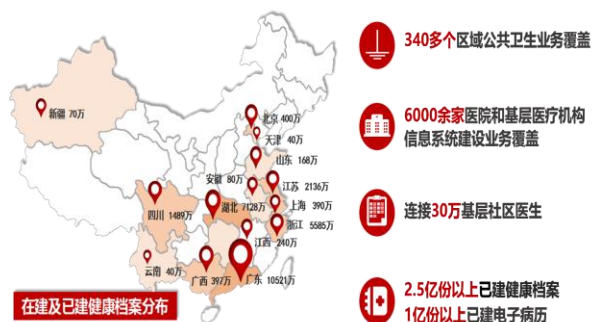 340多个区域公共卫生业务覆盖
6000余家医院和基层医疗机构
信息系统建设业务覆盖
连接30万基层社区医生
2.5亿份以上已建健康档案
1亿份以上已建电子病历
新疆 70万
北京 400万
天津 40万
山东 168万
安徽 80万
江苏 2136万
四川 1489万
湖北 7128万
上海 390万
浙江 5585万
江西 240万
云南 40万
广西 397万
广东 10521万
在建及已建健康档案分布